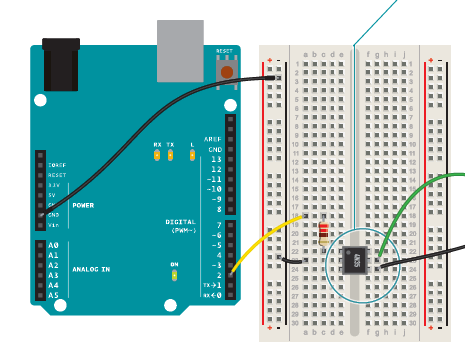 RESET
+ -
+ -
a b c d e
f g h i j
AREF
GND
13
12
~11
~10
~9
8
RX TX L
IOREF
RESET
3.3V
5V
GND
GND
Vin
POWER
DIGITAL
(PWM~)
7
~6
~5
4
~3
2
TX→1
RX←0
ON
A0
A1
A2
A3
A4
A5
ANALOG IN
a b c d e
f g h i j
+ -
+ -